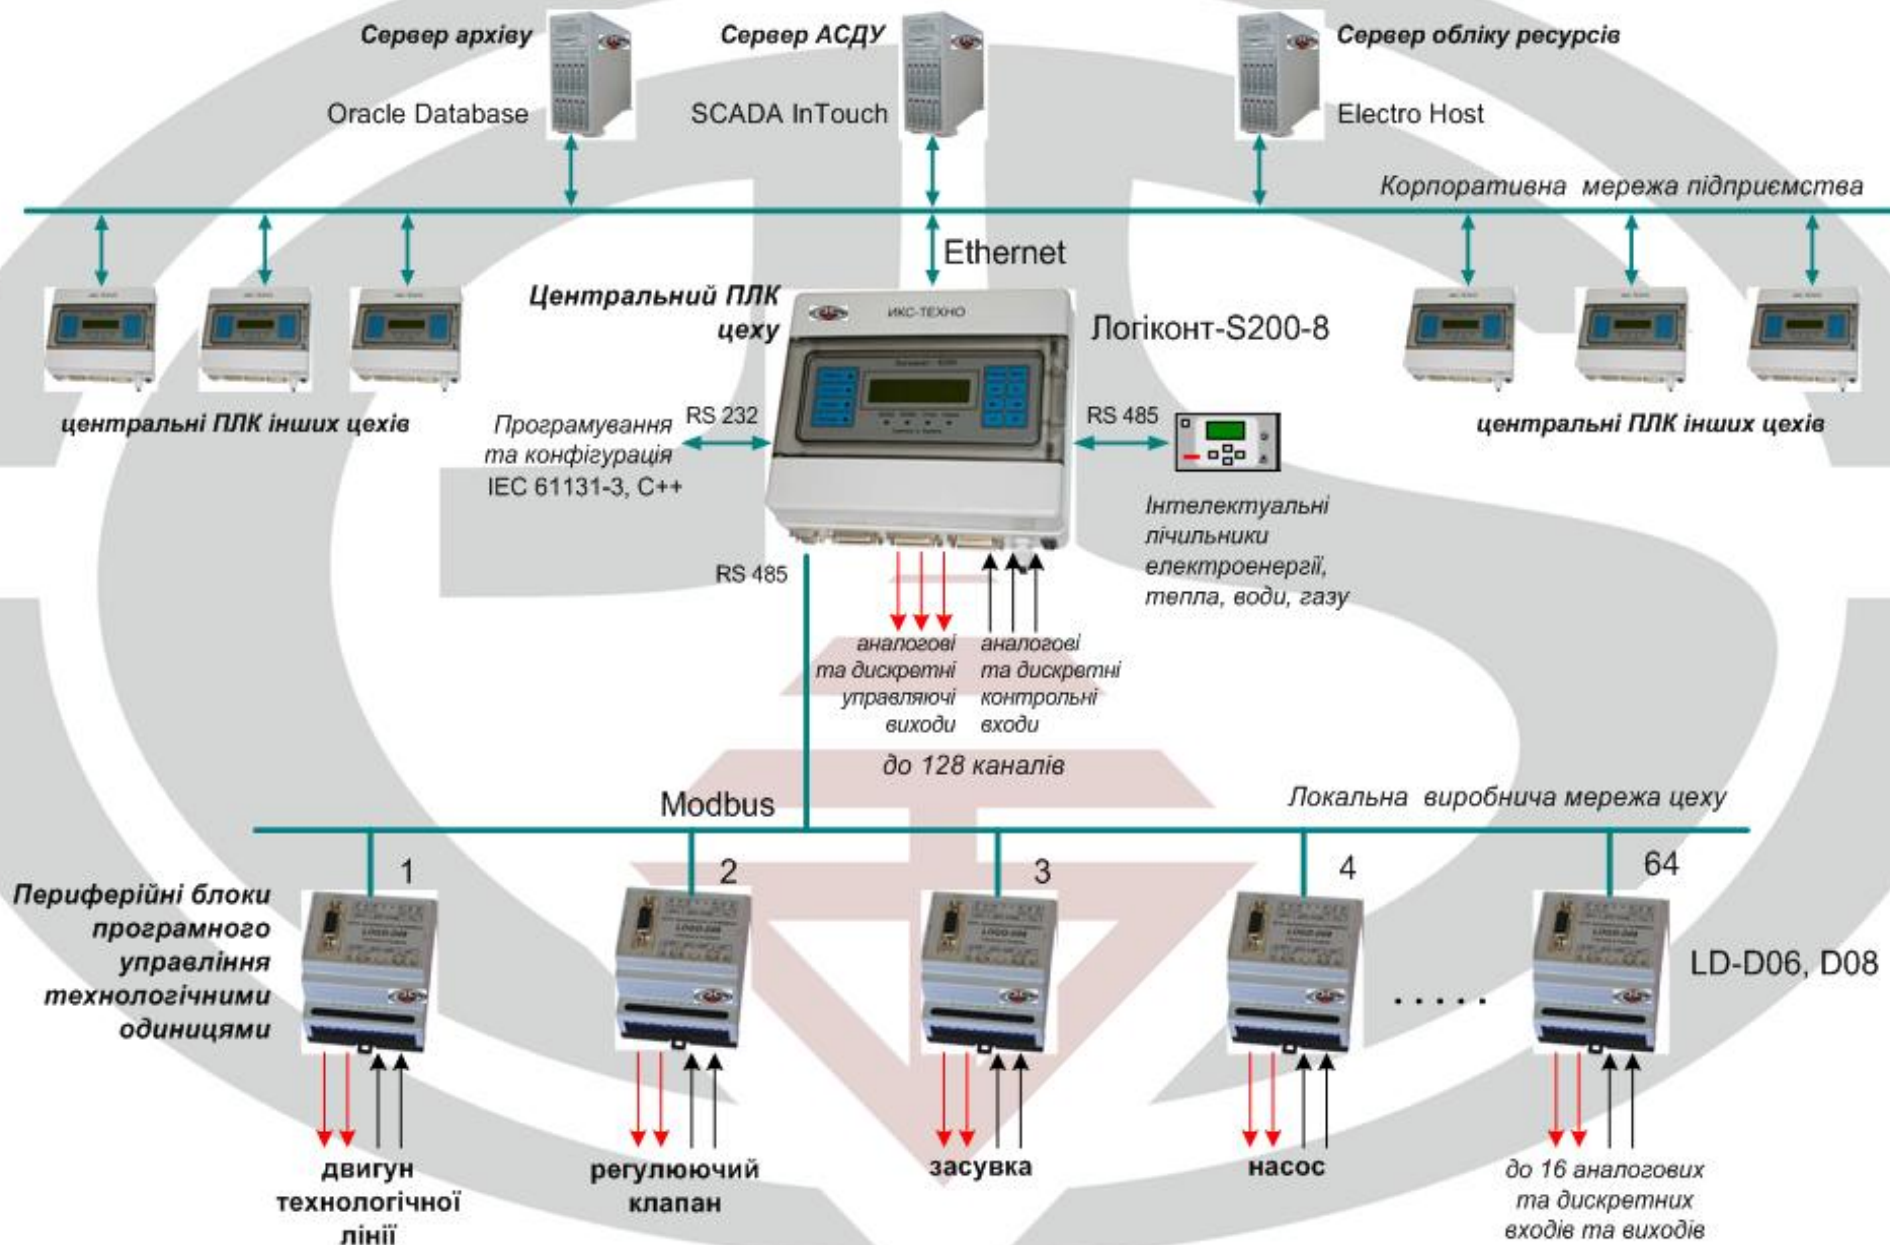 Сервер архіву
Oracle Database
Сервер АСДУ
SCADA InTouch
Сервер обліку ресурсів
Electro Host
Корпоративна мережа підприємства
Ethernet
Центральний ПЛК
цеху
ИКС-ТЕХНО
Логіконт-S200-8
центральні ПЛК інших цехів
центральні ПЛК інших цехів
Програмування
та конфігурація
IEC 61131-3, C++
RS 232
RS 485
Інтелектуальні
лічильники
електроенергії,
тепла, води, газу
RS 485
аналогові
та дискретні
управляючі
виходи
аналогові
та дискретні
контрольні
входи
до 128 каналів
Modbus
Локальна виробнича мережа цеху
1
2
3
4
64
Периферійні блоки
програмного
управління
технологічними
одиницями
LD-D06, D08
.....
двигун
технологічної
лінії
регулюючий
клапан
засувка
насос
до 16 аналогових
та дискретних
входів та виходів